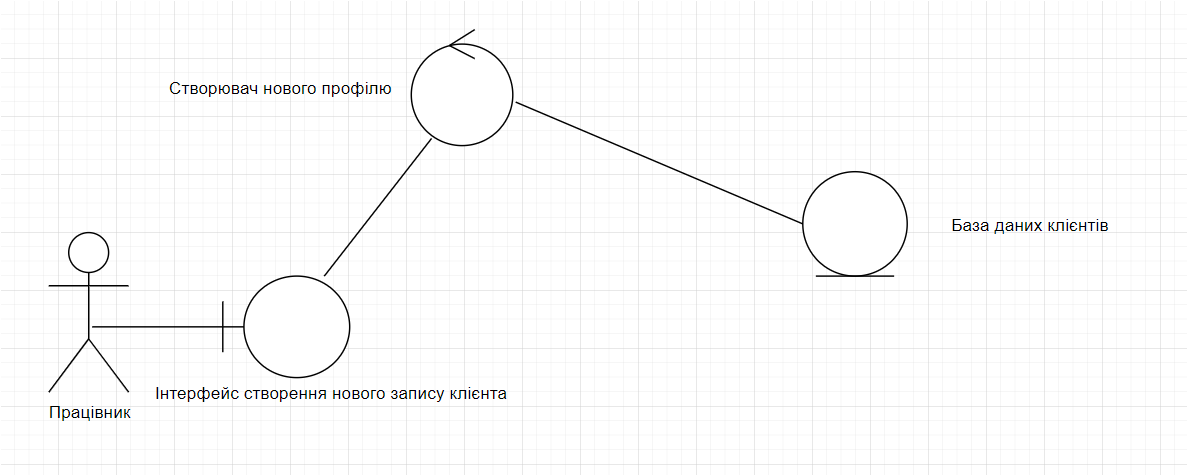 Створювач нового профілю
База даних клієнтів
Інтерфейс створення нового запису клієнта
Працівник